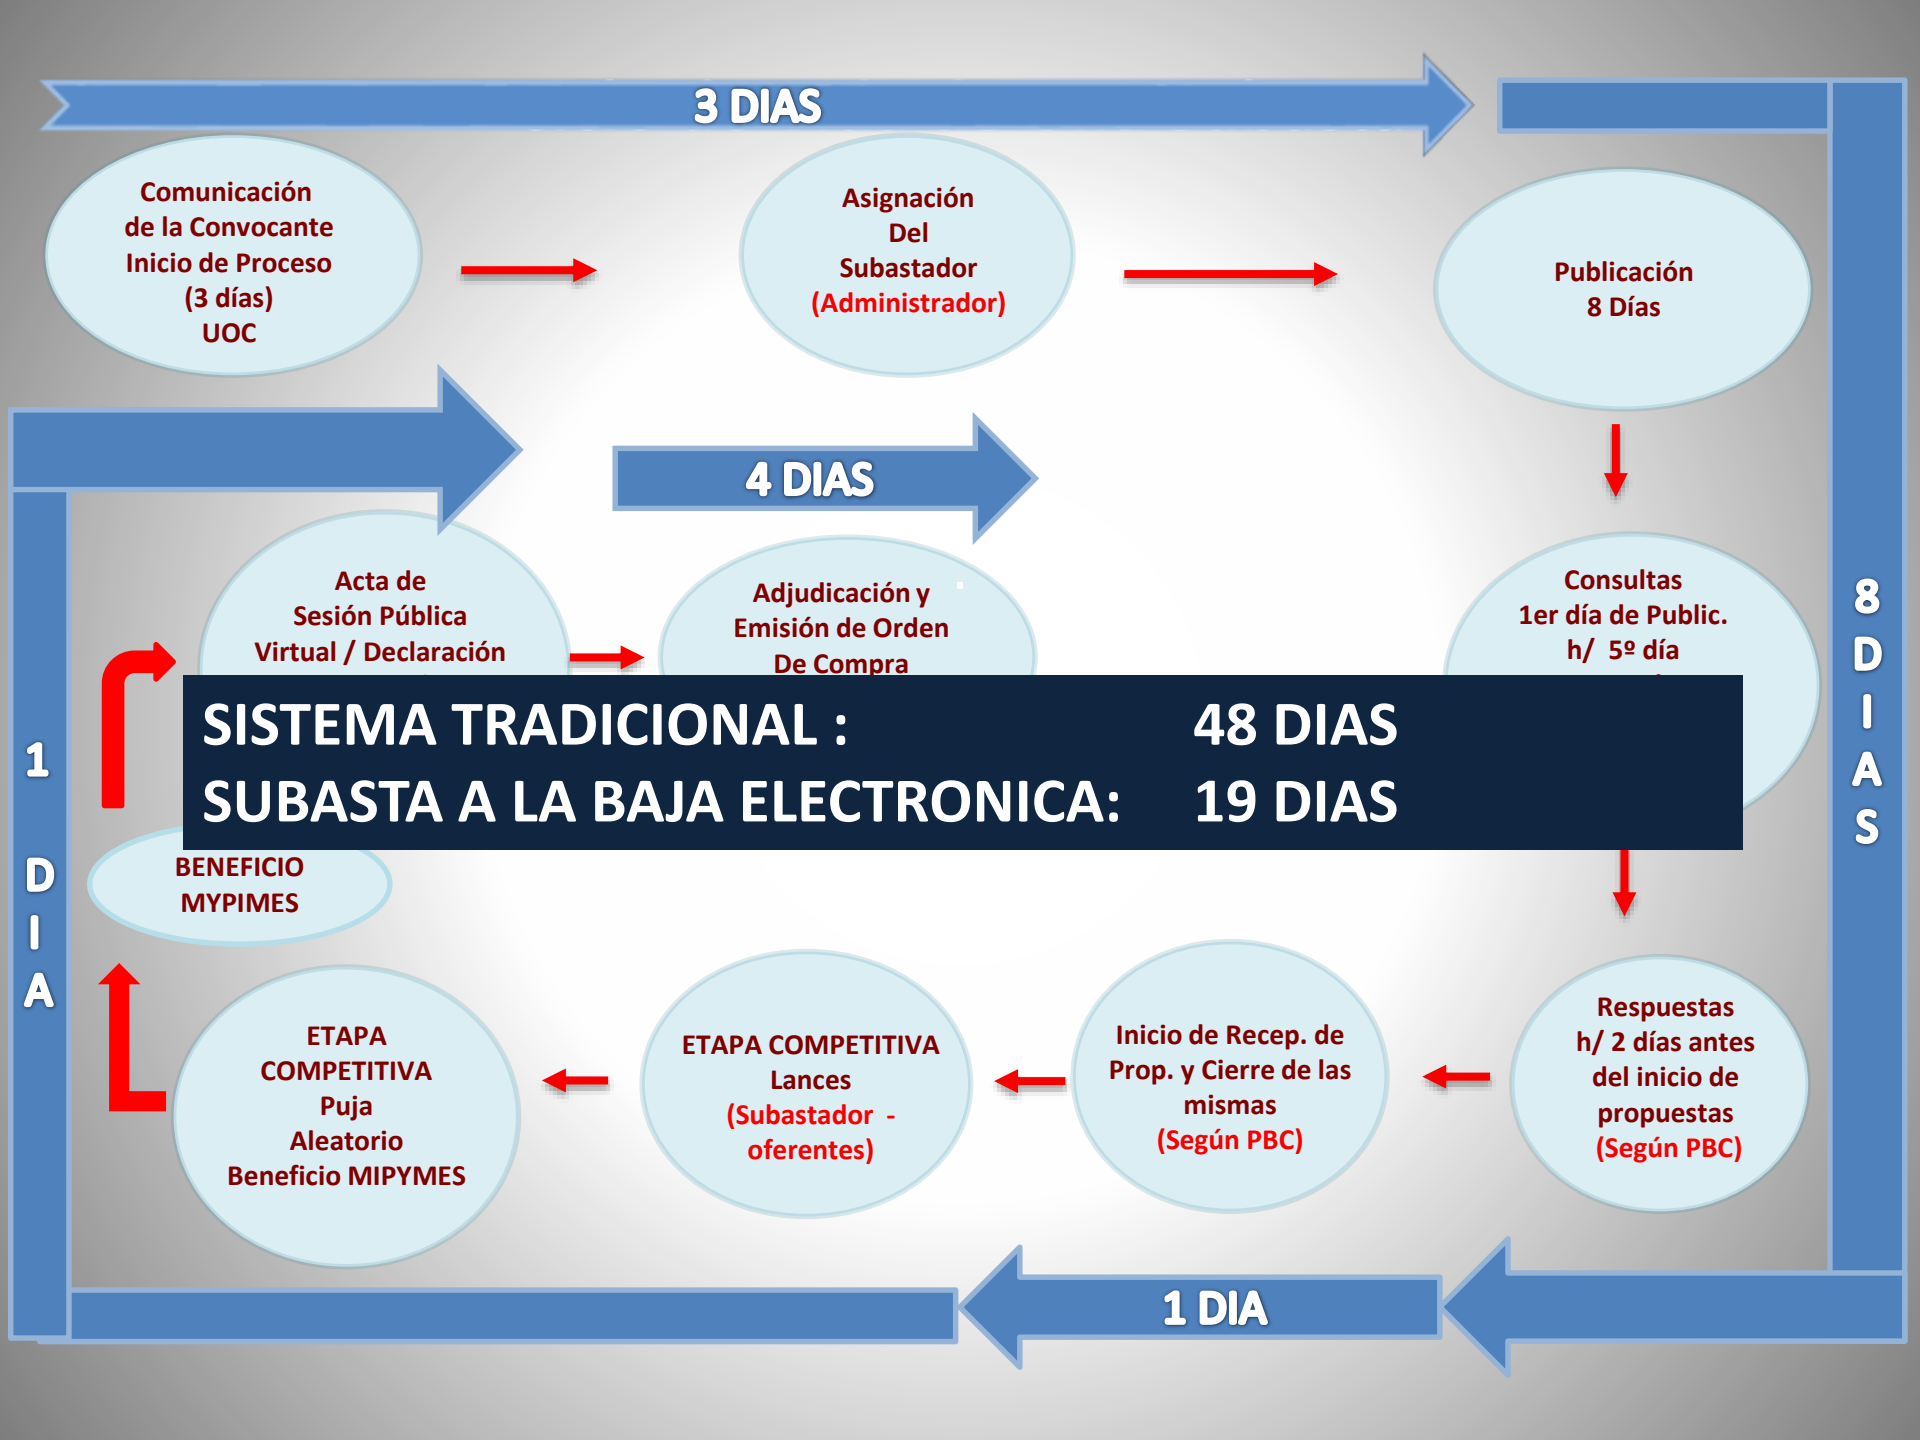 3 DIAS
Comunicación
de la Convocante
Inicio de Proceso
(3 días)
UOC
Asignación
Del
Subastador
(Administrador)
Publicación
8 Días
4 DIAS
Acta de
Sesión Pública
Virtual / Declaración
Adjudicación y
Emisión de Orden
De Compra
Consultas
1er día de Public.
h/ 5º día
8
D
I
A
S
SISTEMA TRADICIONAL : 48 DIAS
SUBASTA A LA BAJA ELECTRONICA: 19 DIAS
1
D
I
A
BENEFICIO
MYPIMES
ETAPA
COMPETITIVA
Puja
Aleatorio
Beneficio MIPYMES
ETAPA COMPETITIVA
Lances
(Subastador -
oferentes)
Inicio de Recep. de
Prop. y Cierre de las
mismas
(Según PBC)
Respuestas
h/ 2 días antes
del inicio de
propuestas
(Según PBC)
1 DIA